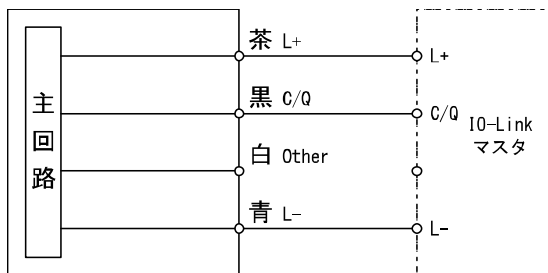 主回路
茶 L+
黒 C/Q
白 Other
青 L-
L+
C/Q
L-
IO-Link
マスタ